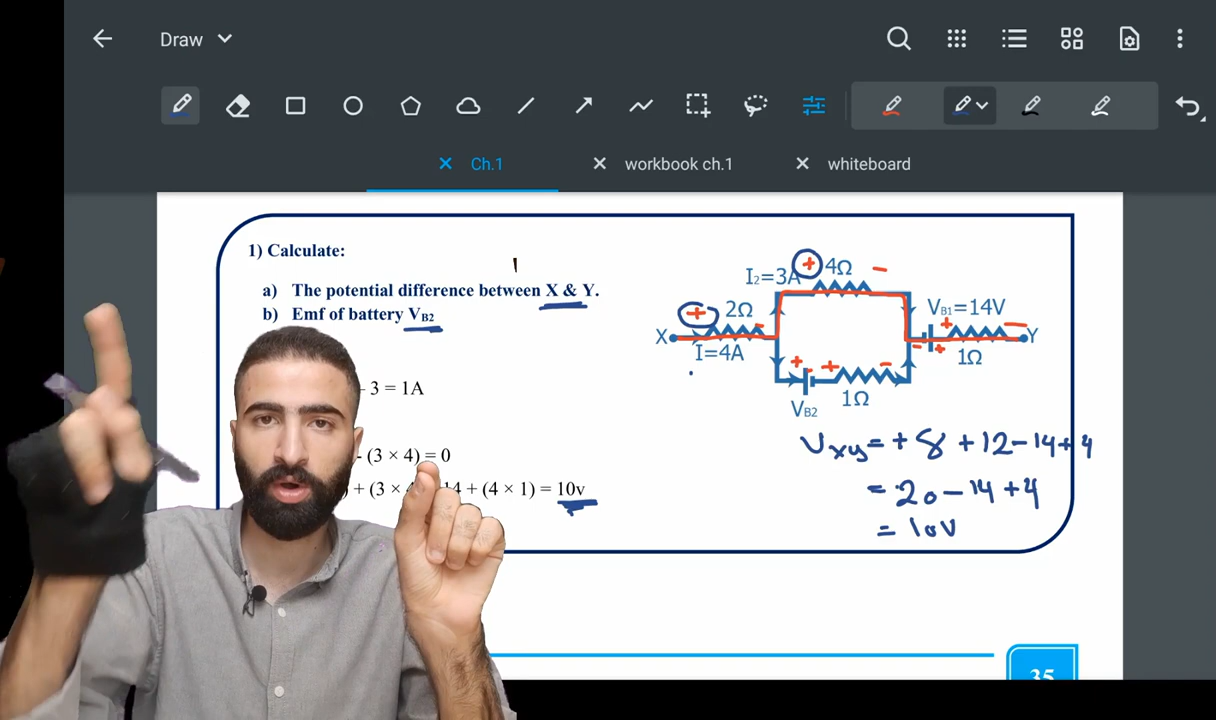 Draw
Ch.1
workbook ch.1
whiteboard
1) Calculate:
a) The potential difference between X & Y.
b) Emf of battery VB2
3 = 1A
- (3 × 4) = 0
+ (3 × 14 + (4 × 1) = 10v
I₂=3A + 4Ω -
+ 2Ω -
X
I=4A
VB1=14V
+ -
Y
- +
1Ω
+ + -
VB2
1Ω
Vxy = + 8 + 12 - 14 + 4
= 20 - 14 + 4
= 10V
35